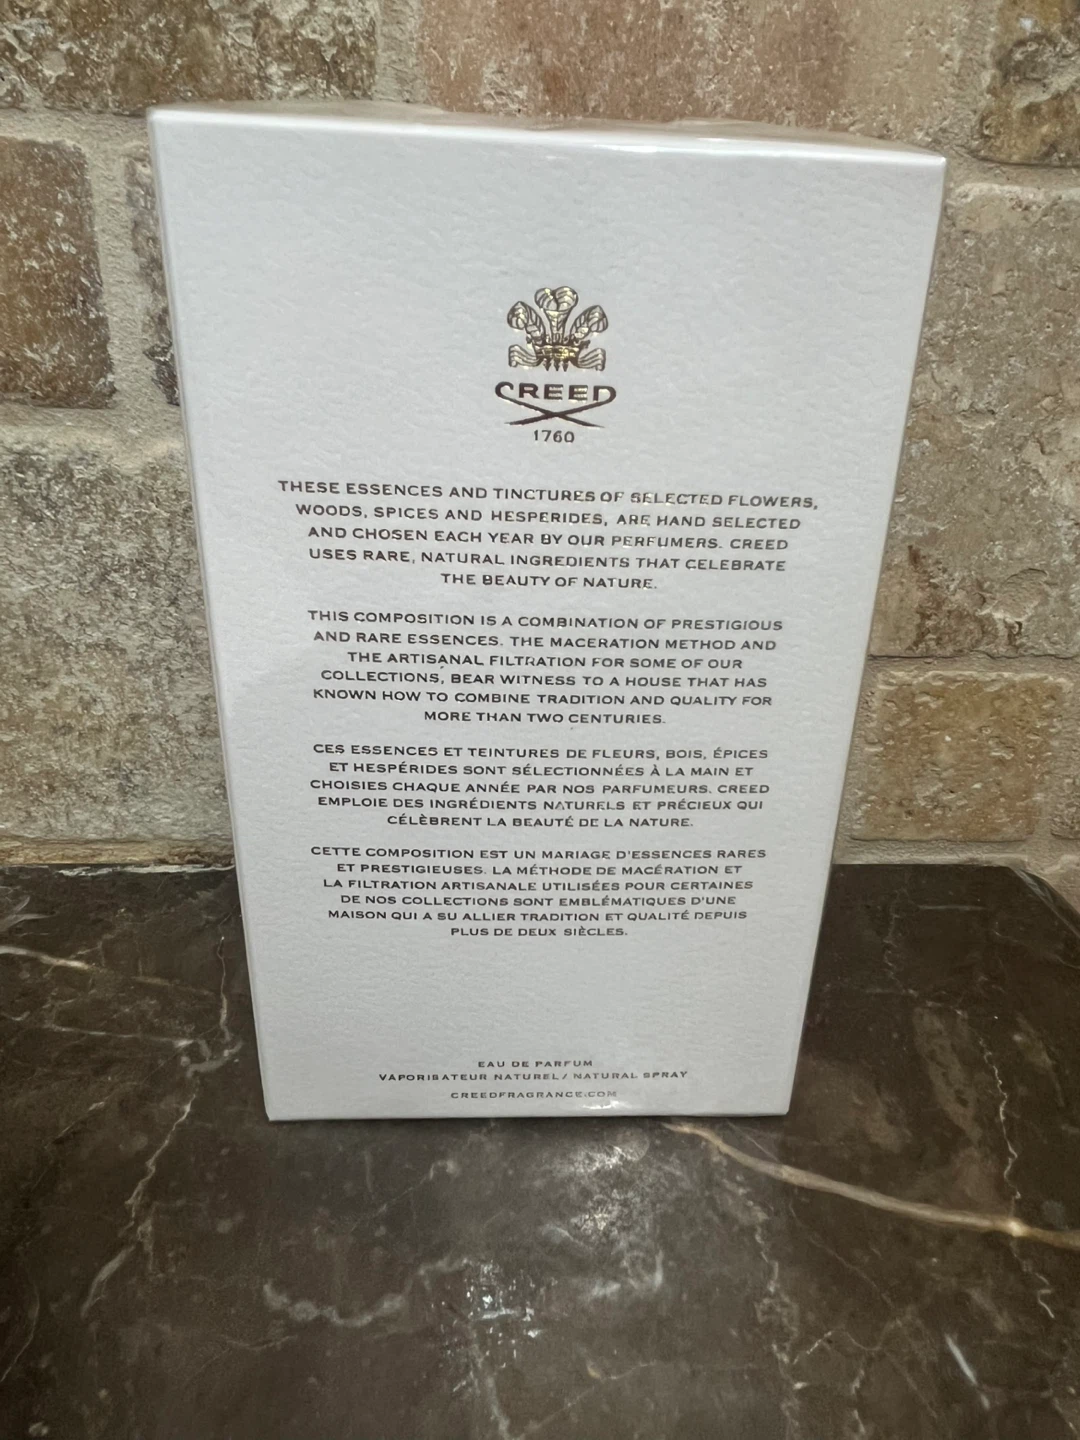 CREED
1760
THESE ESSENCES AND TINCTURES OF SELECTED FLOWERS,
WOODS, SPICES AND HESPERIDES, ARE HAND SELECTED
AND CHOSEN EACH YEAR BY OUR PERFUMERS. CREED
USES RARE, NATURAL INGREDIENTS THAT CELEBRATE
THE BEAUTY OF NATURE.
THIS COMPOSITION IS A COMBINATION OF PRESTIGIOUS
AND RARE ESSENCES. THE MACERATION METHOD AND
THE ARTISANAL FILTRATION FOR SOME OF OUR
COLLECTIONS, BEAR WITNESS TO A HOUSE THAT HAS
KNOWN HOW TO COMBINE TRADITION AND QUALITY FOR
MORE THAN TWO CENTURIES.
CES ESSENCES ET TEINTURES DE FLEURS, BOIS, ÉPICES
ET HESPÉRIDES SONT SÉLECTIONNÉES À LA MAIN ET
CHOISIES CHAQUE ANNÉE PAR NOS PARFUMEURS. CREED
EMPLOIE DES INGRÉDIENTS NATURELS ET PRÉCIEUX QUI
CÉLÈBRENT LA BEAUTÉ DE LA NATURE.
CETTE COMPOSITION EST UN MARIAGE D'ESSENCES RARES
ET PRESTIGIEUSES. LA MÉTHODE DE MACÉRATION ET
LA FILTRATION ARTISANALE UTILISÉES POUR CERTAINES
DE NOS COLLECTIONS SONT EMBLÉMATIQUES D'UNE
MAISON QUI A SU ALLIER TRADITION ET QUALITÉ DEPUIS
PLUS DE DEUX SIÈCLES.
EAU DE PARFUM
VAPORISATEUR NATUREL / NATURAL SPRAY
CREEDFRAGRANCE.COM